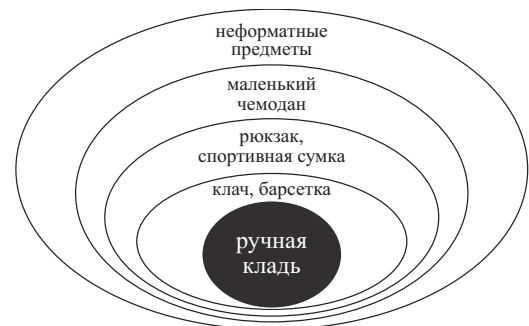 неформатные
предметы
маленький
чемодан
рюкзак,
спортивная сумка
клач, барсетка
ручная
кладь